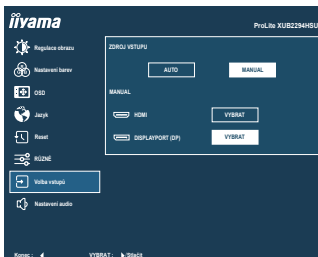 iiyama
ProLite XUB2294HSU
Regulace obrazu
Nastavení barev
OSD
Jazyk
Reset
RŮZNÉ
Volba vstupů
Nastavení audio
ZDROJ VSTUPU
AUTO
MANUAL
MANUAL
HDMI
VYBRAT
DISPLAYPORT (DP)
VYBRAT
Konec :
VYBRAT : /Stlačit